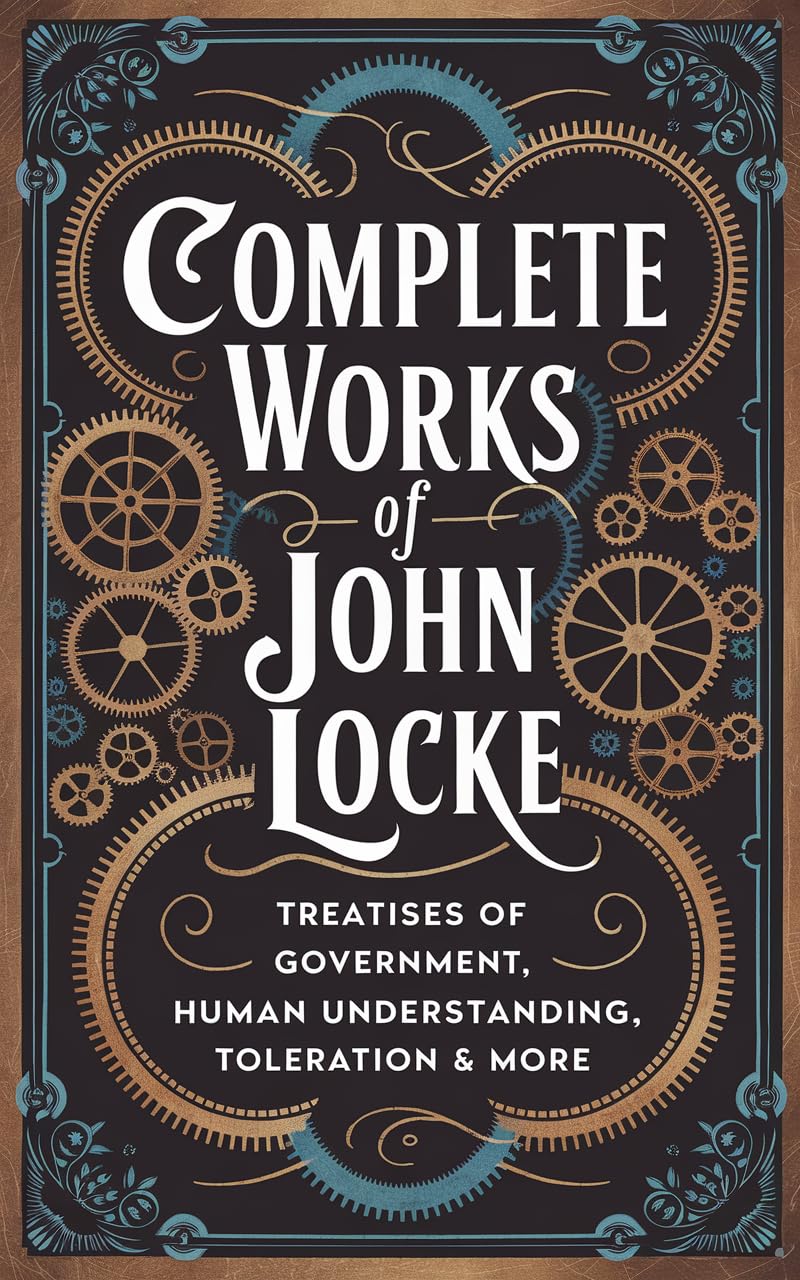 COMPLETE
WORKS
of
JOHN
LOCKE
TREATISES OF
GOVERNMENT,
HUMAN UNDERSTANDING,
TOLERATION & MORE